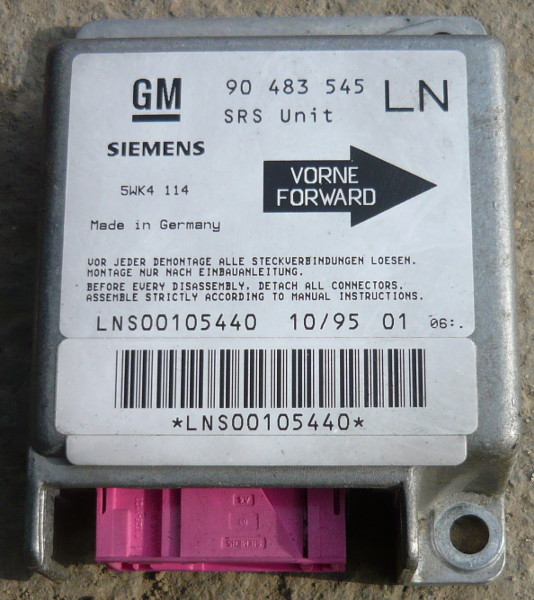 GM
90 483 545 LN
SRS Unit
SIEMENS
5WK4 114
VORNE
FORWARD
Made in Germany
VOR JEDER DEMONTAGE ALLE STECKVERBINDUNGEN LOESEN.
MONTAGE NUR NACH EINBAUANLEITUNG.
BEFORE EVERY DISASSEMBLY, DETACH ALL CONNECTORS.
ASSEMBLE STRICTLY ACCORDING TO MANUAL INSTRUCTIONS.
LNS00105440 10/95 01 06:.
*LNS00105440*